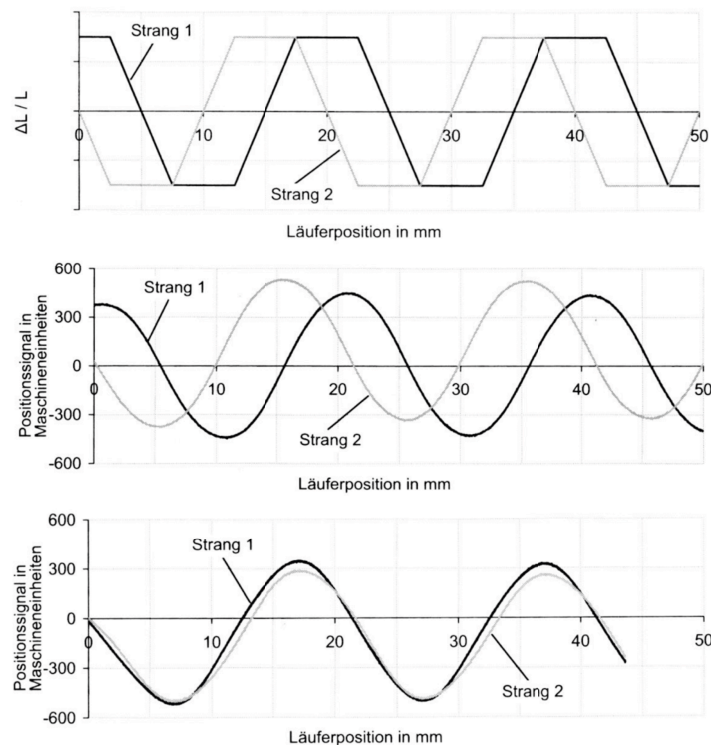 ΔL / L
Strang 1
Strang 2
0 10 20 30 40 50
Läuferposition in mm
Positionssignal in
Maschineneinheiten
600
300
0
-300
-600
Strang 1
Strang 2
0 10 20 30 40 50
Läuferposition in mm
Positionssignal in
Maschineneinheiten
600
300
0
-300
-600
Strang 1
Strang 2
0 10 20 30 40 50
Läuferposition in mm